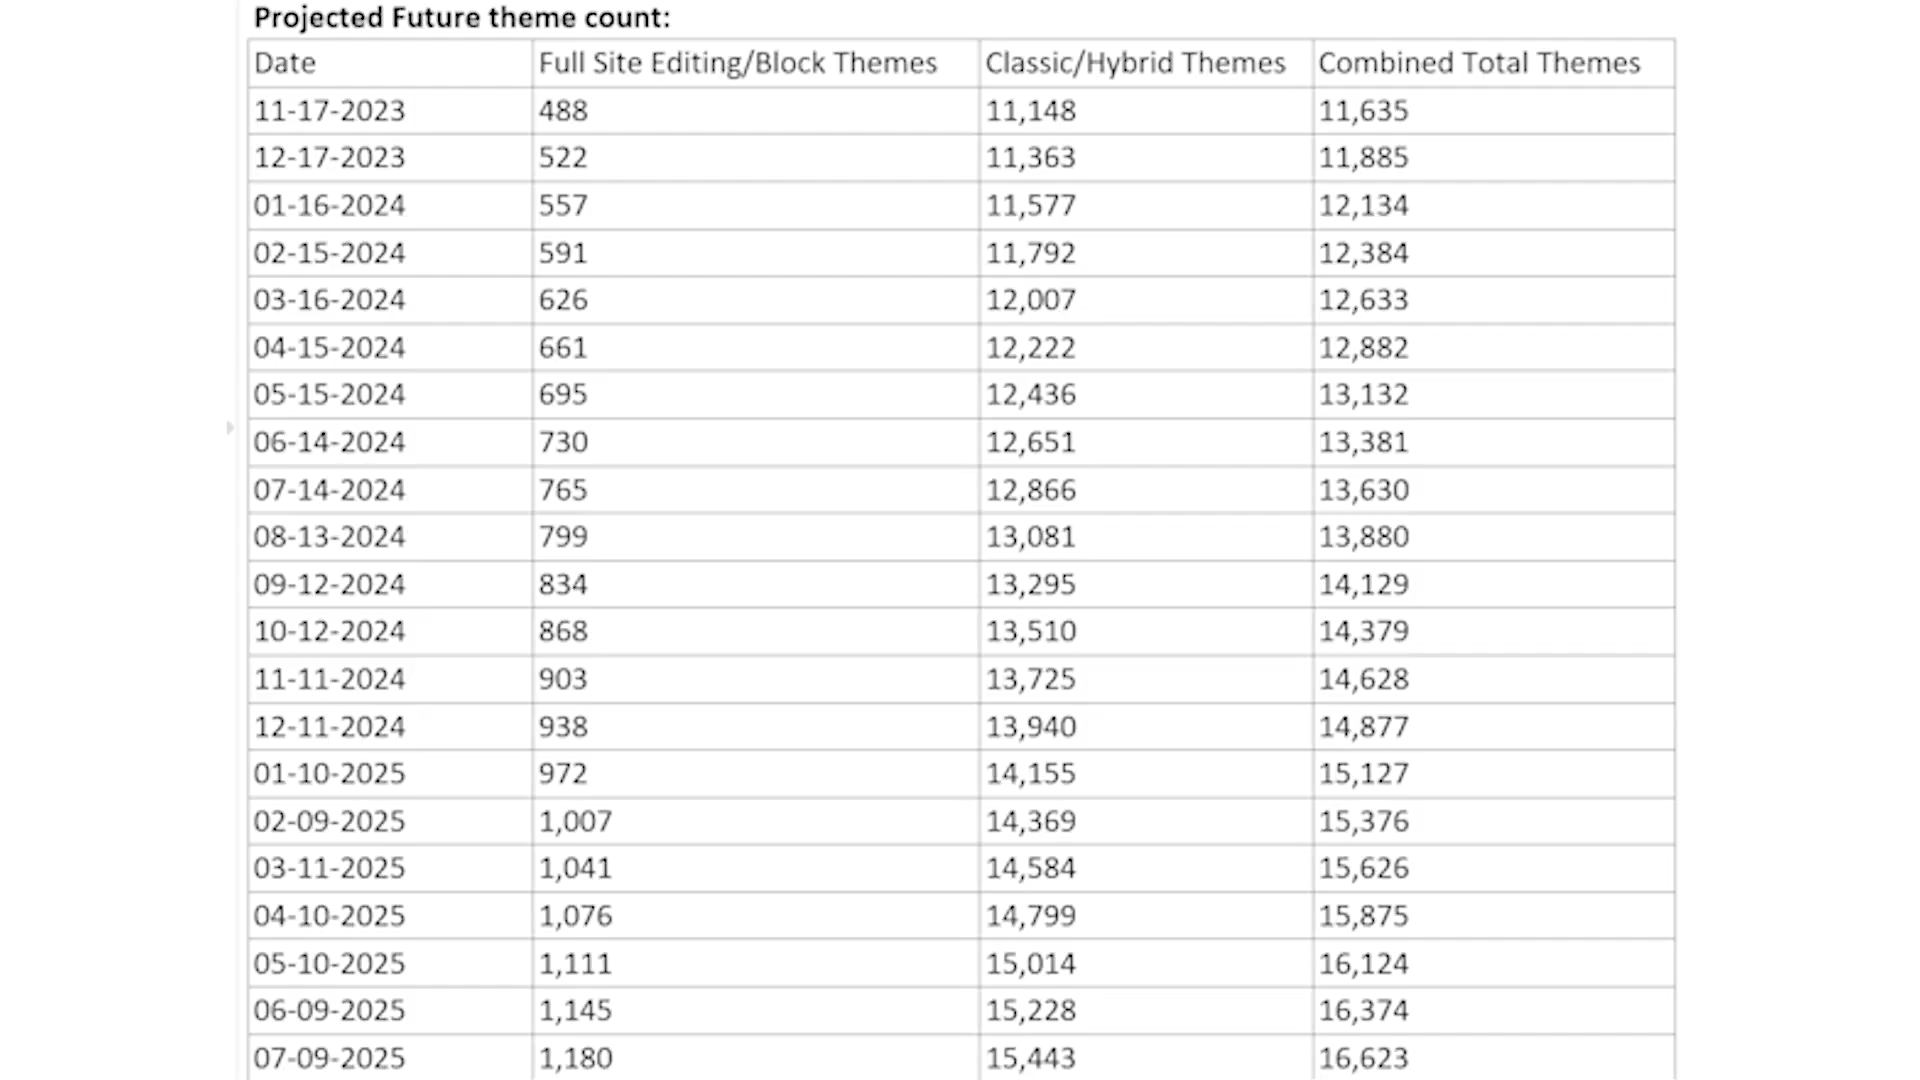 Projected Future theme count:
Date Full Site Editing/Block Themes Classic/Hybrid Themes Combined Total Themes
11-17-2023 488 11,148 11,635
12-17-2023 522 11,363 11,885
01-16-2024 557 11,577 12,134
02-15-2024 591 11,792 12,384
03-16-2024 626 12,007 12,633
04-15-2024 661 12,222 12,882
05-15-2024 695 12,436 13,132
06-14-2024 730 12,651 13,381
07-14-2024 765 12,866 13,630
08-13-2024 799 13,081 13,880
09-12-2024 834 13,295 14,129
10-12-2024 868 13,510 14,379
11-11-2024 903 13,725 14,628
12-11-2024 938 13,940 14,877
01-10-2025 972 14,155 15,127
02-09-2025 1,007 14,369 15,376
03-11-2025 1,041 14,584 15,626
04-10-2025 1,076 14,799 15,875
05-10-2025 1,111 15,014 16,124
06-09-2025 1,145 15,228 16,374
07-09-2025 1,180 15,443 16,623